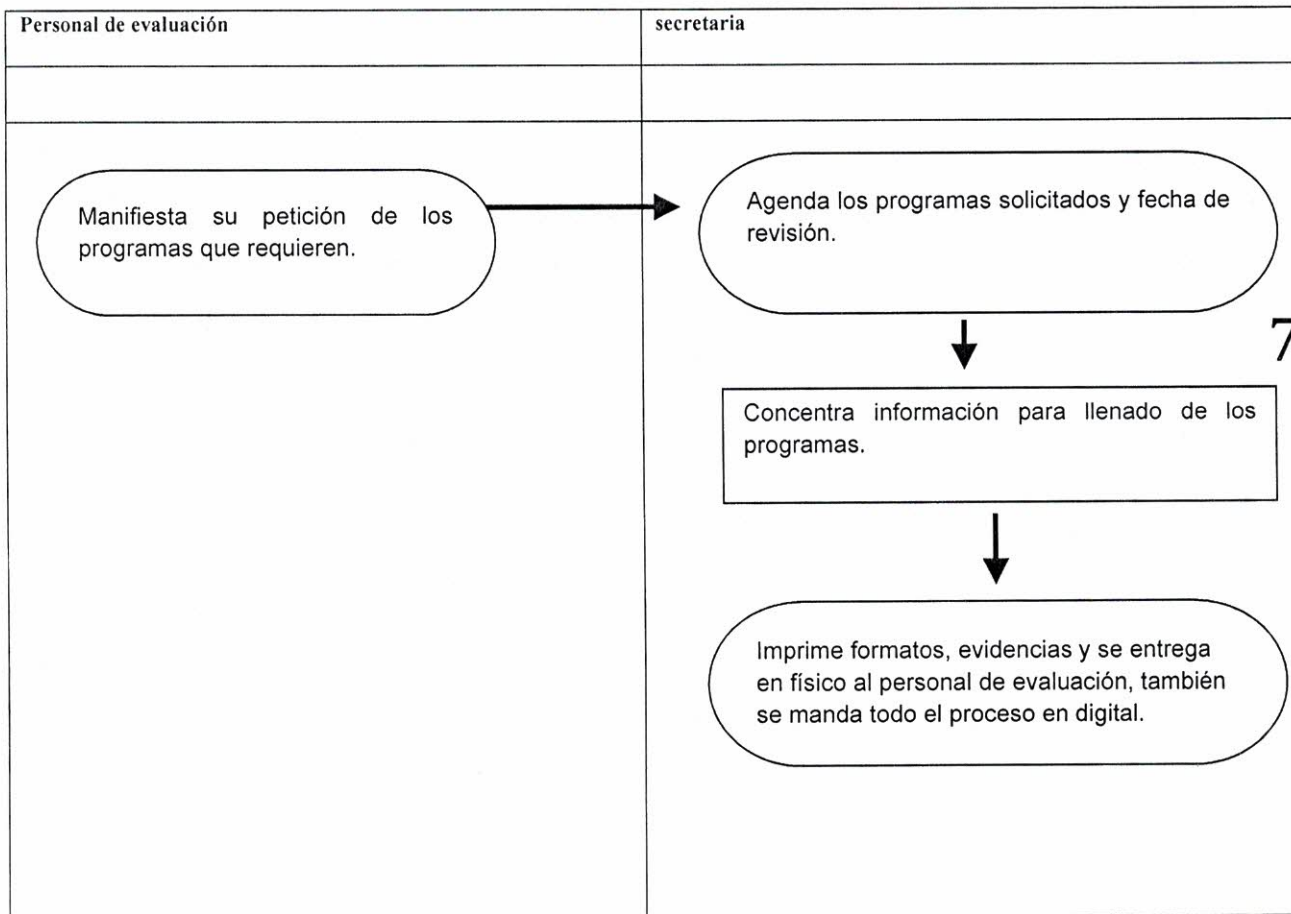 Personal de evaluación
secretaria
Manifiesta su petición de los
programas que requieren.
Agenda los programas solicitados y fecha de
revisión.
7
Concentra información para llenado de los
programas.
Imprime formatos, evidencias y se entrega
en físico al personal de evaluación, también
se manda todo el proceso en digital.